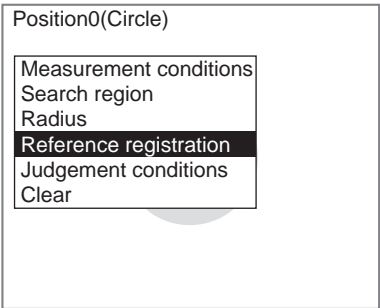 Position0(Circle)
Measurement conditions
Search region
Radius
Reference registration
Judgement conditions
Clear